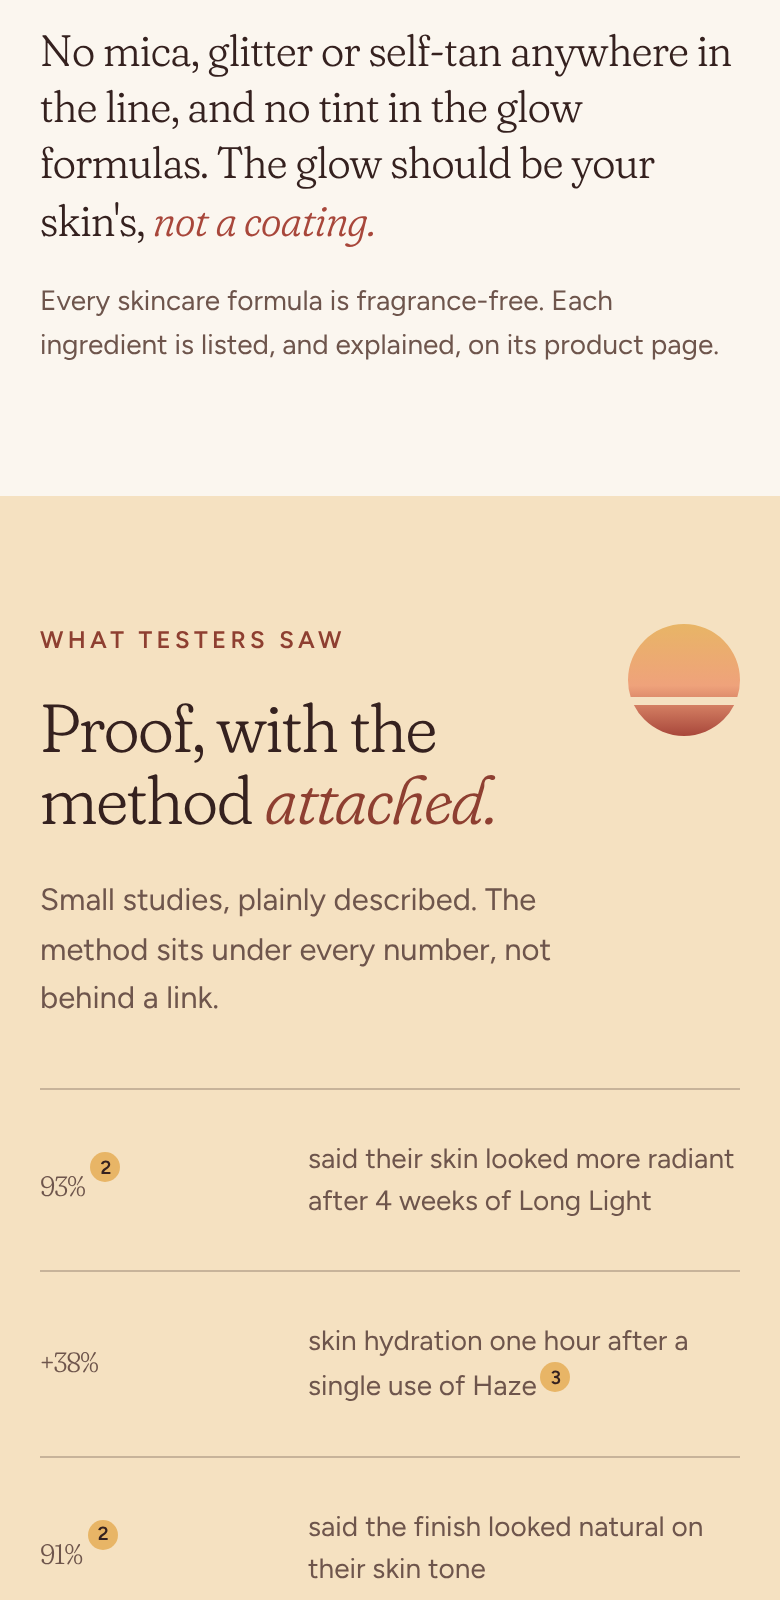 No mica, glitter or self-tan anywhere in
the line, and no tint in the glow
formulas. The glow should be your
skin's, not a coating.
Every skincare formula is fragrance-free. Each
ingredient is listed, and explained, on its product page.
WHAT TESTERS SAW
Proof, with the
method attached.
Small studies, plainly described. The
method sits under every number, not
behind a link.
93% 2
said their skin looked more radiant
after 4 weeks of Long Light
+38%
skin hydration one hour after a
single use of Haze 3
91% 2
said the finish looked natural on
their skin tone